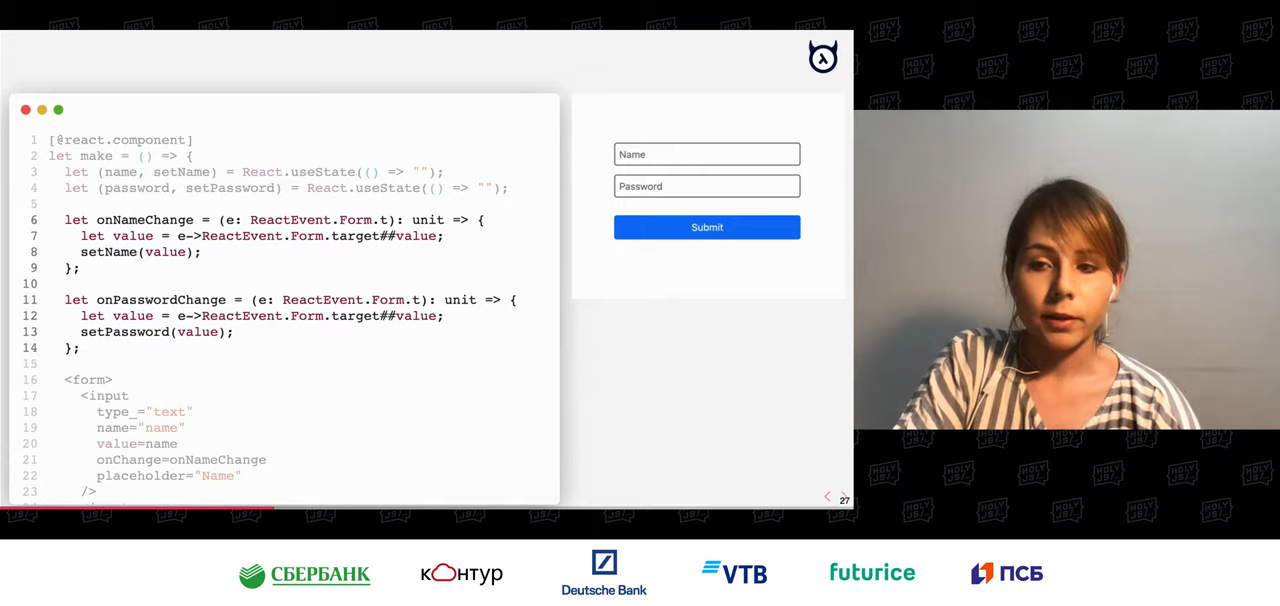 1 [@react.component]
2 let make = () => {
3 let (name, setName) = React.useState(() => "");
4 let (password, setPassword) = React.useState(() => "");
5
6 let onNameChange = (e: ReactEvent.Form.t): unit => {
7 let value = e->ReactEvent.Form.target##value;
8 setName(value);
9 };
10
11 let onPasswordChange = (e: ReactEvent.Form.t): unit => {
12 let value = e->ReactEvent.Form.target##value;
13 setPassword(value);
14 };
15
16 <form>
17 <input
18 type_="text"
19 name="name"
20 value=name
21 onChange=onNameChange
22 placeholder="Name"
23 />
Name
Password
Submit
27
HOLY JS/
СБЕРБАНК
КОНТУР
Deutsche Bank
VTB
futurice
ПСБ